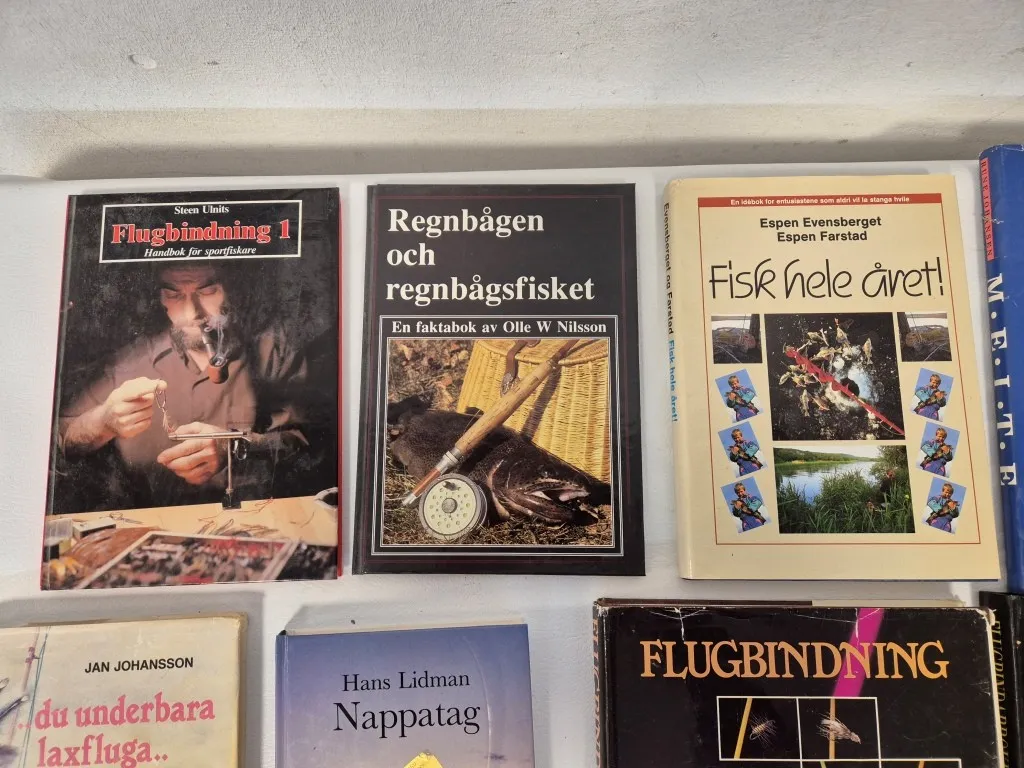 Steen Ulnits
Flugbindning 1
Handbok för sportfiskare
Regnbågen
och
regnbågsfisket
En faktabok av Olle W Nilsson
Evensberget og Farstad Fisk hele året!
En idébok for entusiastene som aldri vil la stanga hvile
Espen Evensberget
Espen Farstad
Fisk hele året!
M.E.I.T.E
JAN JOHANSSON
..du underbara
laxfluga..
Hans Lidman
Nappatag
FLUGBINDNING